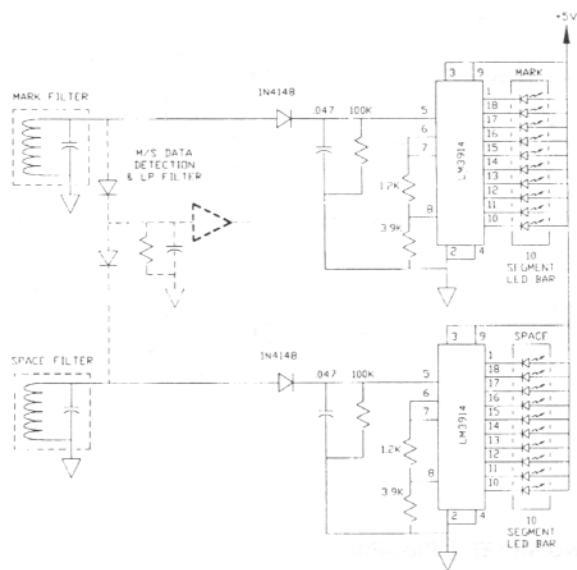 +5V
3 9
MARK
MARK FILTER
1N4148
.047 100K
5
6
7
8
1.2K
3.9K
LM3914
2 4
1
18
17
16
15
14
13
12
11
10
10
SEGMENT
LED BAR
M/S DATA
DETECTION
& LP FILTER
3 9
SPACE
SPACE FILTER
1N4148
.047 100K
5
6
7
8
1.2K
3.9K
LM3914
2 4
1
18
17
16
15
14
13
12
11
10
10
SEGMENT
LED BAR